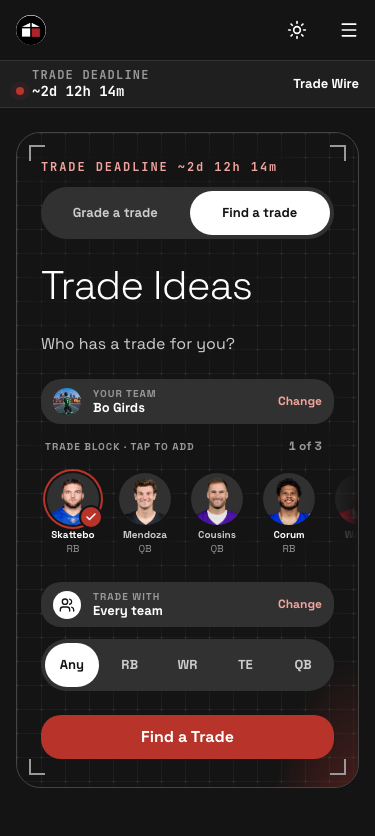 TRADE DEADLINE
~2d 12h 14m
Trade Wire
TRADE DEADLINE ~2d 12h 14m
Grade a trade
Find a trade
Trade Ideas
Who has a trade for you?
YOUR TEAM
Bo Girds
Change
TRADE BLOCK · TAP TO ADD
1 of 3
Skattebo
RB
Mendoza
QB
Cousins
QB
Corum
RB
TRADE WITH
Every team
Change
Any
RB
WR
TE
QB
Find a Trade